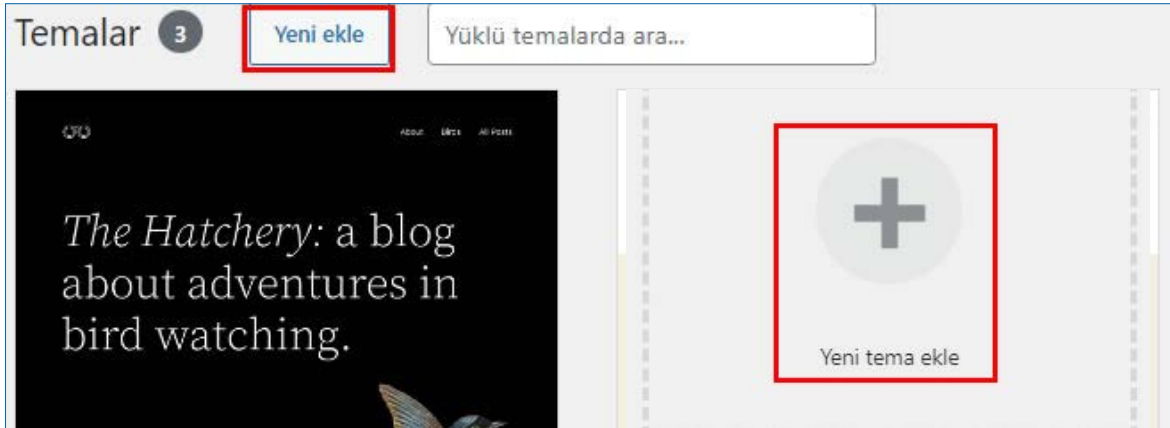 Temalar 3 Yeni ekle Yüklü temalarda ara...
About Birds All Posts
The Hatchery: a blog
about adventures in
bird watching.
Yeni tema ekle